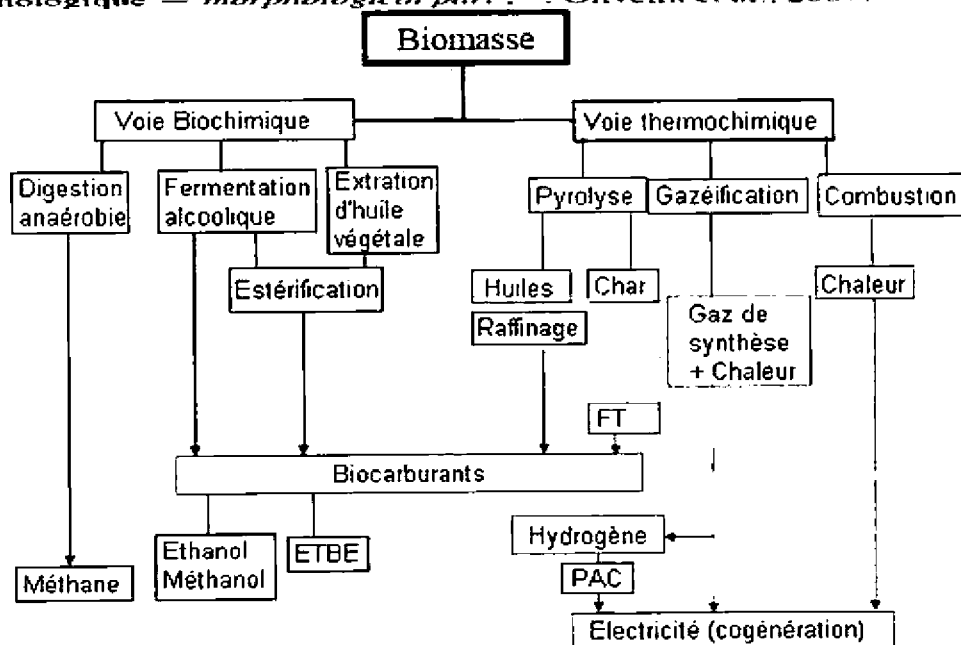 Biomasse
Voie Biochimique
Voie thermochimique
Digestion
anaérobie
Fermentation
alcoolique
Extration
d'huile
végétale
Pyrolyse
Gazéification
Combustion
Estérification
Huiles
Char
Chaleur
Raffinage
Gaz de
synthèse
+ Chaleur
FT
Biocarburants
Ethanol
Méthanol
ETBE
Hydrogène
Méthane
PAC
Electricité (cogénération)